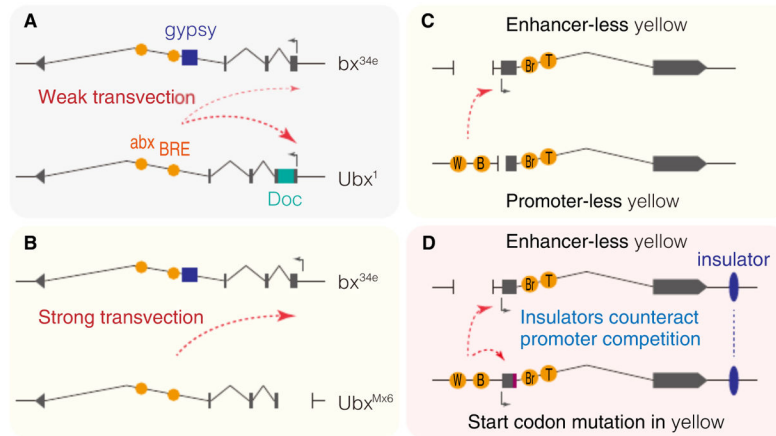 A
gypsy
bx34e
Weak transvection
abx BRE
Ubx1
Doc
B
bx34e
Strong transvection
UbxMx6
C
Enhancer-less yellow
Br T
W B Br T
Promoter-less yellow
D
Enhancer-less yellow
insulator
Br T
Insulators counteract
promoter competition
W B Br T
Start codon mutation in yellow